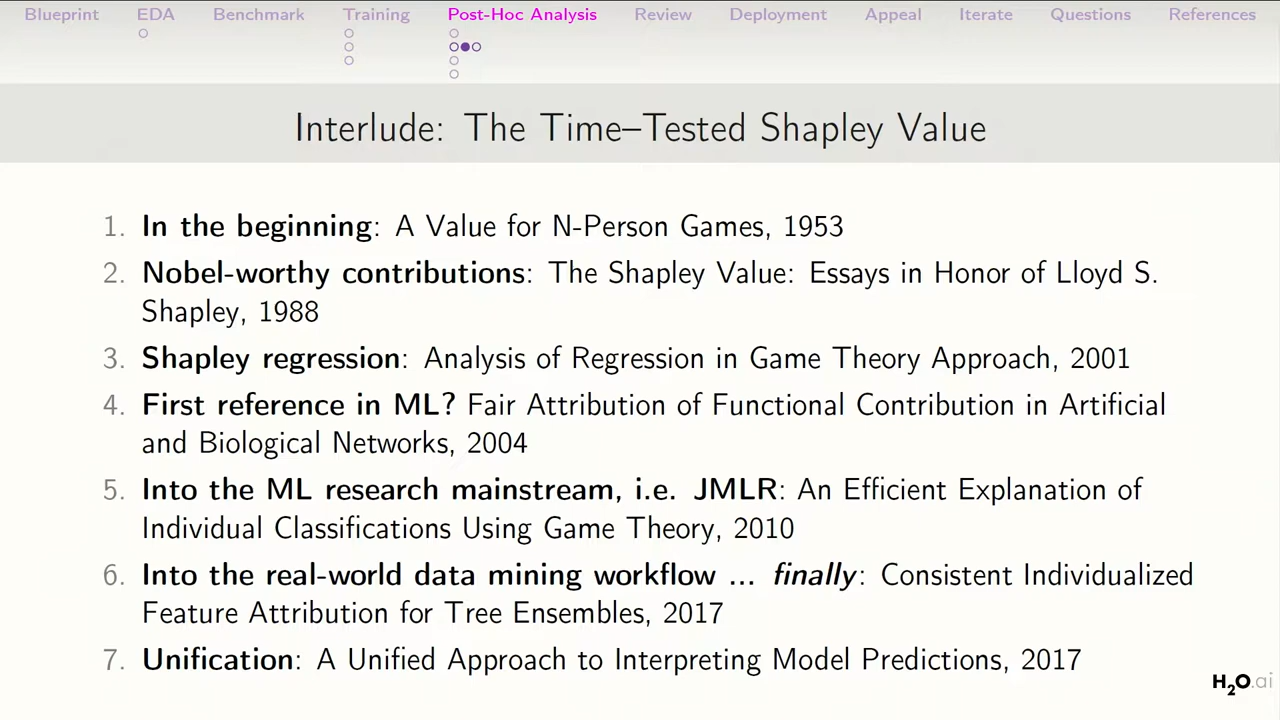 Blueprint EDA Benchmark Training Post-Hoc Analysis Review Deployment Appeal Iterate Questions References
Interlude: The Time–Tested Shapley Value
1. In the beginning: A Value for N-Person Games, 1953
2. Nobel-worthy contributions: The Shapley Value: Essays in Honor of Lloyd S.
Shapley, 1988
3. Shapley regression: Analysis of Regression in Game Theory Approach, 2001
4. First reference in ML? Fair Attribution of Functional Contribution in Artificial
and Biological Networks, 2004
5. Into the ML research mainstream, i.e. JMLR: An Efficient Explanation of
Individual Classifications Using Game Theory, 2010
6. Into the real-world data mining workflow ... finally: Consistent Individualized
Feature Attribution for Tree Ensembles, 2017
7. Unification: A Unified Approach to Interpreting Model Predictions, 2017
H2O.ai